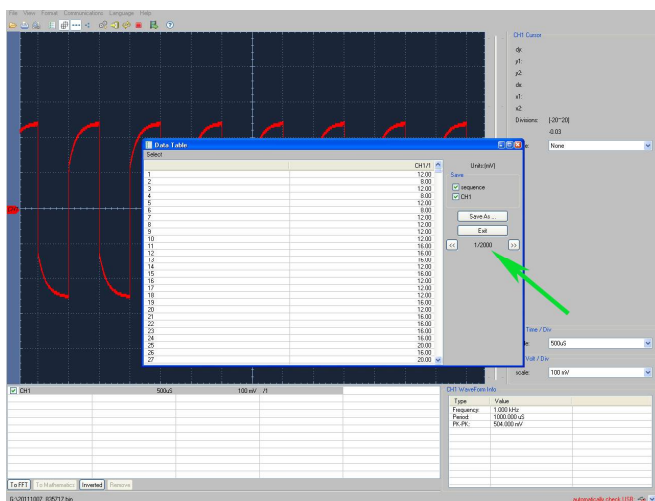 File View Format Communications Language Help
CH1 Cursor
dy:
y1:
y2:
dx:
x1:
x2:
Divisions: [-20~20]
-0.03
None
Data Table
Select
CH1/1
Units:(mV)
1 12.00
2 8.00
3 12.00
4 8.00
5 12.00
6 8.00
7 12.00
8 12.00
9 12.00
10 12.00
11 16.00
12 16.00
13 16.00
14 12.00
15 16.00
16 12.00
17 12.00
18 12.00
19 16.00
20 12.00
21 16.00
22 16.00
23 16.00
24 16.00
25 20.00
26 16.00
27 20.00
Save
sequence
CH1
Save As ...
Exit
<< 1/2000 >>
Time / Div
500uS
Volt / Div
scale: 100 mV
CH1 500uS 100 mV /1
CH1 WaveForm Info
Type Value
Frequency: 1.000 kHz
Period: 1000.000 uS
PK-PK: 504.000 mV
To FFT To Mathematics Inverted Remove
G:\20111007_835717.bin
automatically check USB